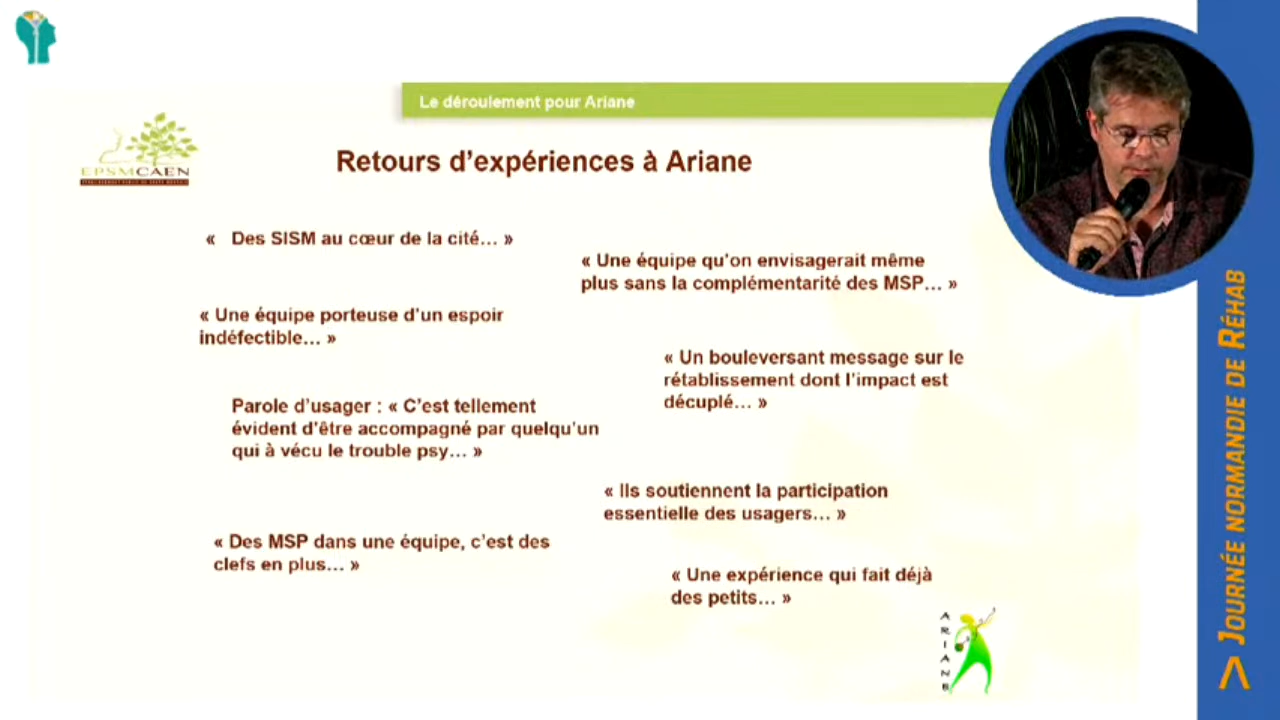 Le déroulement pour Ariane
EPSMCAEN
Retours d'expériences à Ariane
« Des SISM au cœur de la cité… »
« Une équipe qu'on envisagerait même
plus sans la complémentarité des MSP… »
« Une équipe porteuse d'un espoir
indéfectible… »
« Un bouleversant message sur le
rétablissement dont l'impact est
décuplé… »
Parole d'usager : « C'est tellement
évident d'être accompagné par quelqu'un
qui à vécu le trouble psy… »
« Ils soutiennent la participation
essentielle des usagers… »
« Des MSP dans une équipe, c'est des
clefs en plus… »
« Une expérience qui fait déjà
des petits… »
ARIANE
> JOURNÉE NORMANDIE DE RÉHAB